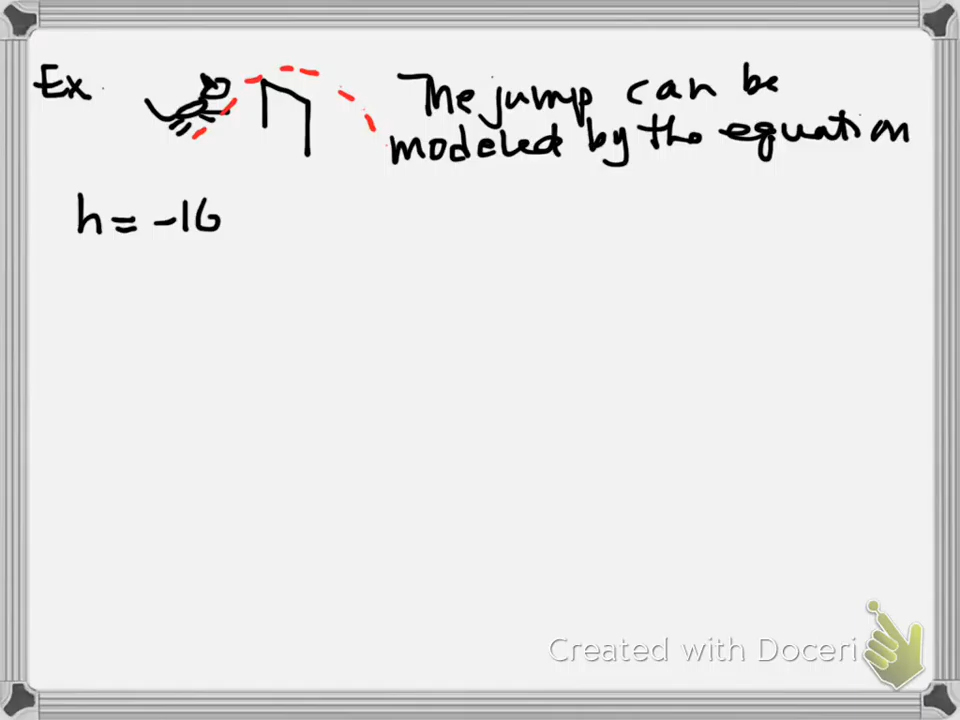 Ex
The jump can be
modeled by the equation
h = -16
Created with Doceri